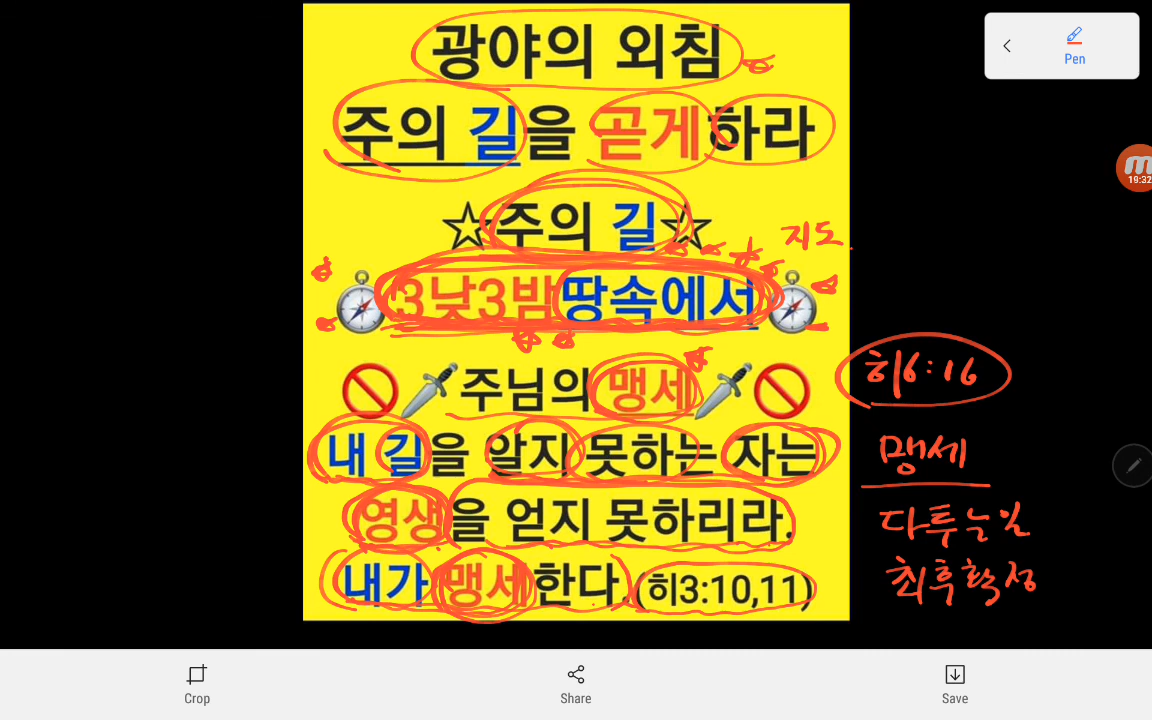 광야의 외침
주의 길을 곧게 하라
☆주의 길☆
지도
3낮3밤땅속에서
주님의 맹세
내 길을 알지 못하는 자는
영생을 얻지 못하리라.
내가 맹세한다.(히3:10,11)
히6:16
맹세
다투는일
최후확정
Pen
19:32
Crop
Share
Save